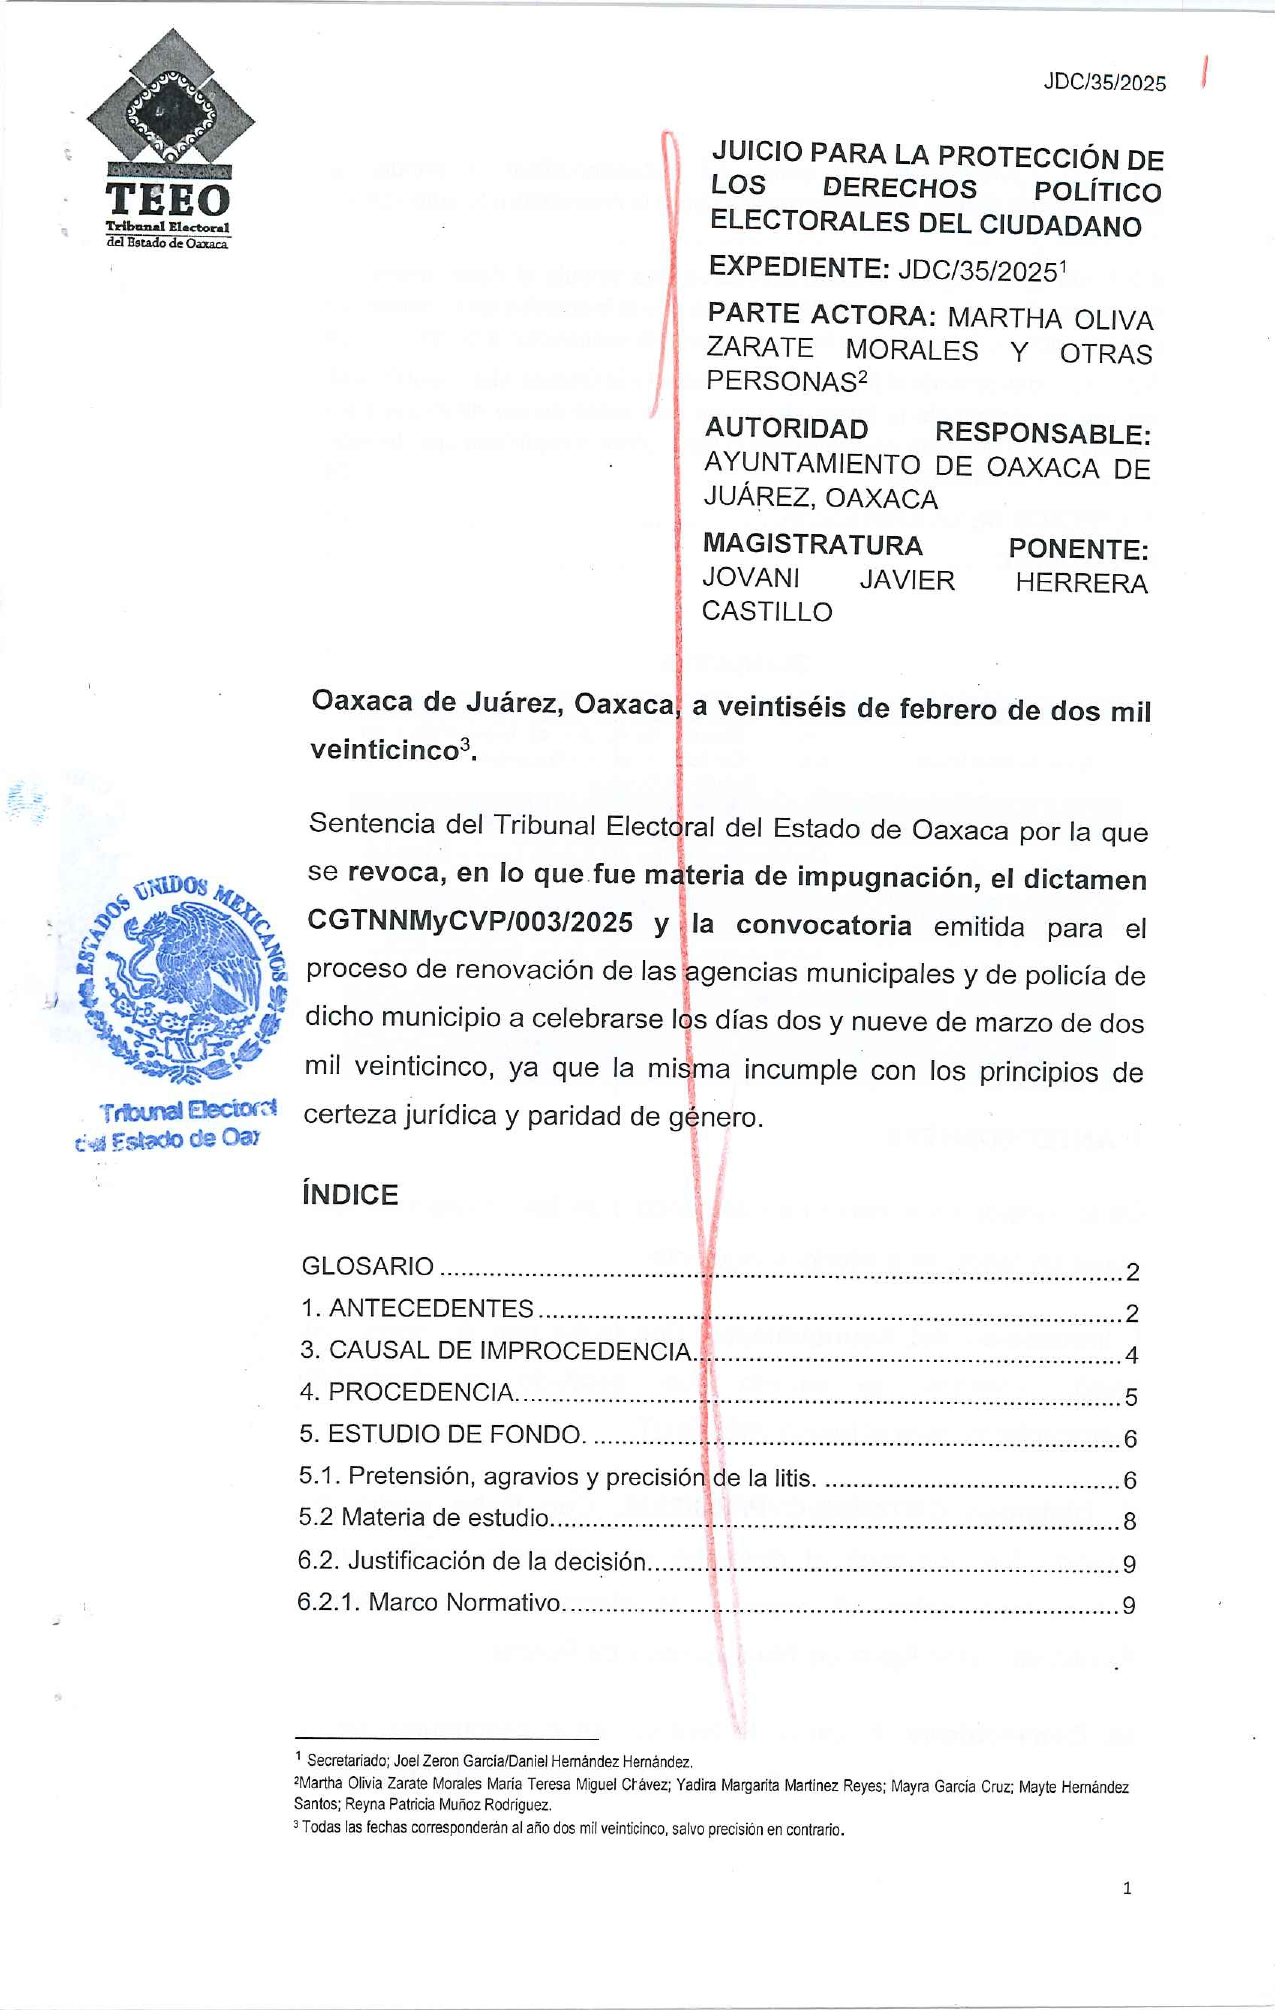 JDC/35/2025
TEEO
Tribunal Electoral
del Estado de Oaxaca
JUICIO PARA LA PROTECCIÓN DE
LOS DERECHOS POLÍTICO
ELECTORALES DEL CIUDADANO
EXPEDIENTE: JDC/35/2025¹
PARTE ACTORA: MARTHA OLIVA
ZARATE MORALES Y OTRAS
PERSONAS²
AUTORIDAD RESPONSABLE:
AYUNTAMIENTO DE OAXACA DE
JUÁREZ, OAXACA
MAGISTRATURA PONENTE:
JOVANI JAVIER HERRERA
CASTILLO
Oaxaca de Juárez, Oaxaca, a veintiséis de febrero de dos mil
veinticinco³.
Sentencia del Tribunal Electoral del Estado de Oaxaca por la que
se revoca, en lo que fue materia de impugnación, el dictamen
CGTNNMyCVP/003/2025 y la convocatoria emitida para el
proceso de renovación de las agencias municipales y de policía de
dicho municipio a celebrarse los días dos y nueve de marzo de dos
mil veinticinco, ya que la misma incumple con los principios de
certeza jurídica y paridad de género.
ESTADOS UNIDOS MEXICANOS
Tribunal Electoral
del Estado de Oax
ÍNDICE
GLOSARIO ........ 2
1. ANTECEDENTES ........ 2
3. CAUSAL DE IMPROCEDENCIA ........ 4
4. PROCEDENCIA ........ 5
5. ESTUDIO DE FONDO. ........ 6
5.1. Pretensión, agravios y precisión de la litis. ........ 6
5.2 Materia de estudio ........ 8
6.2. Justificación de la decisión ........ 9
6.2.1. Marco Normativo ........ 9
¹ Secretariado; Joel Zeron García/Daniel Hernández Hernández.
²Martha Olivia Zarate Morales María Teresa Miguel Chávez; Yadira Margarita Martinez Reyes; Mayra García Cruz; Mayte Hernández
Santos; Reyna Patricia Muñoz Rodríguez.
³ Todas las fechas corresponderán al año dos mil veinticinco, salvo precisión en contrario.
1